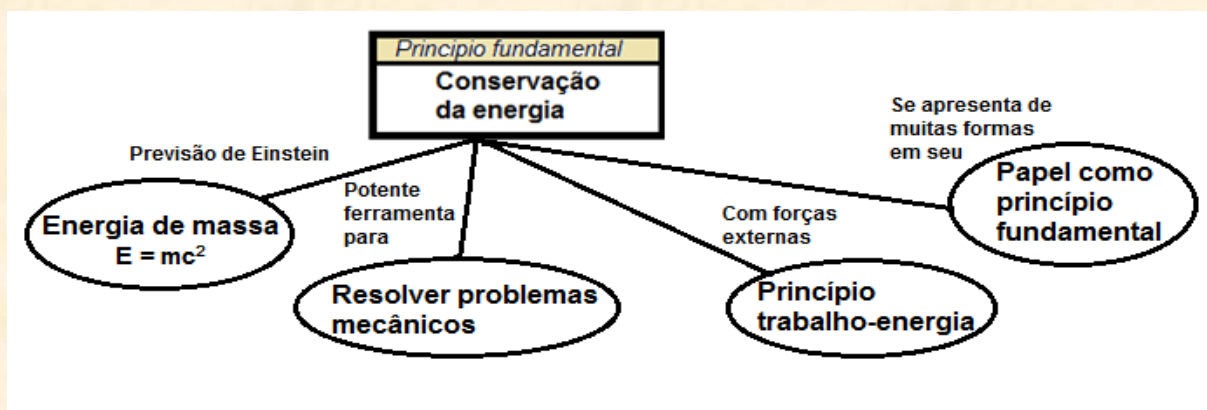 Principio fundamental
Conservação
da energia
Previsão de Einstein
Energia de massa
E = mc²
Potente
ferramenta
para
Resolver problemas
mecânicos
Com forças
externas
Princípio
trabalho-energia
Se apresenta de
muitas formas
em seu
Papel como
princípio
fundamental